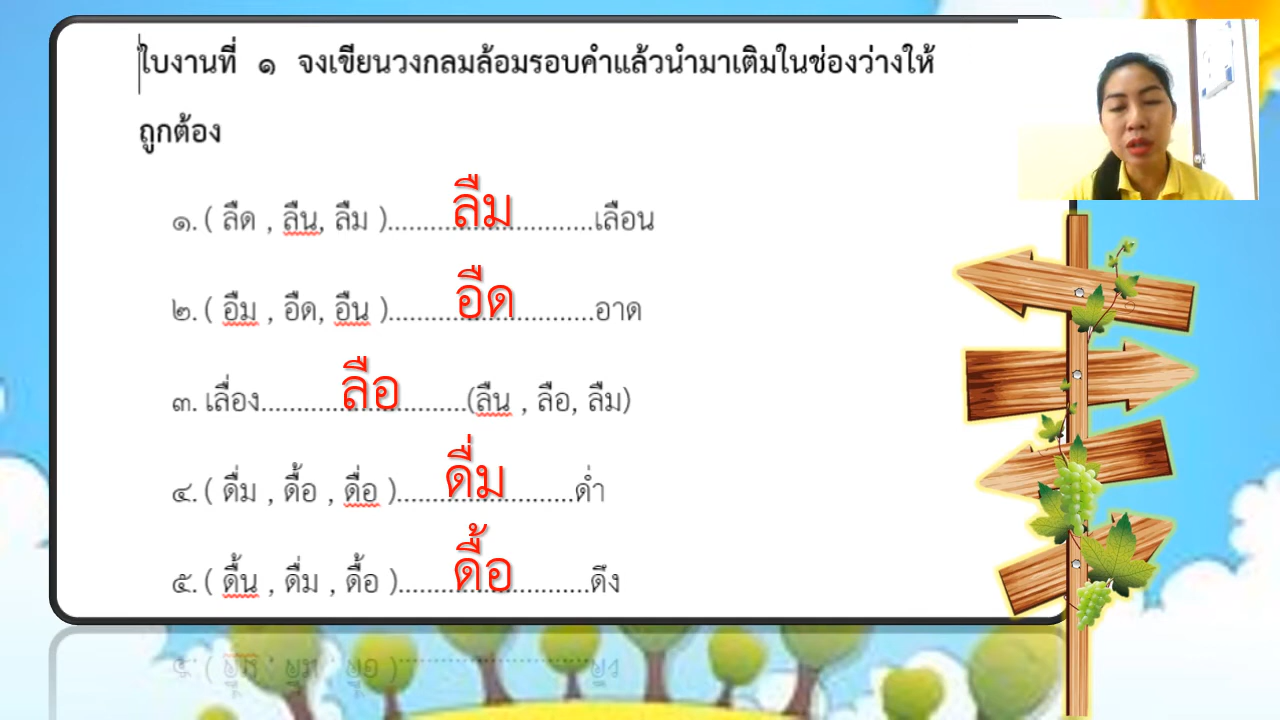 ใบงานที่ ๑ จงเขียนวงกลมล้อมรอบคำแล้วนำมาเติมในช่องว่างให้
ถูกต้อง
๑. ( ลืด , ลืน, ลืม )............ลืม............เลือน
๒. ( อืม , อืด, อืน )............อืด............อาด
๓. เลื่อง............ลือ............(ลืน , ลือ, ลืม)
๔. ( ดื่ม , ดื้อ , ดื่อ )............ดื่ม............ด่ำ
๕. ( ดื้น , ดื่ม , ดื้อ )............ดื้อ............ดึง